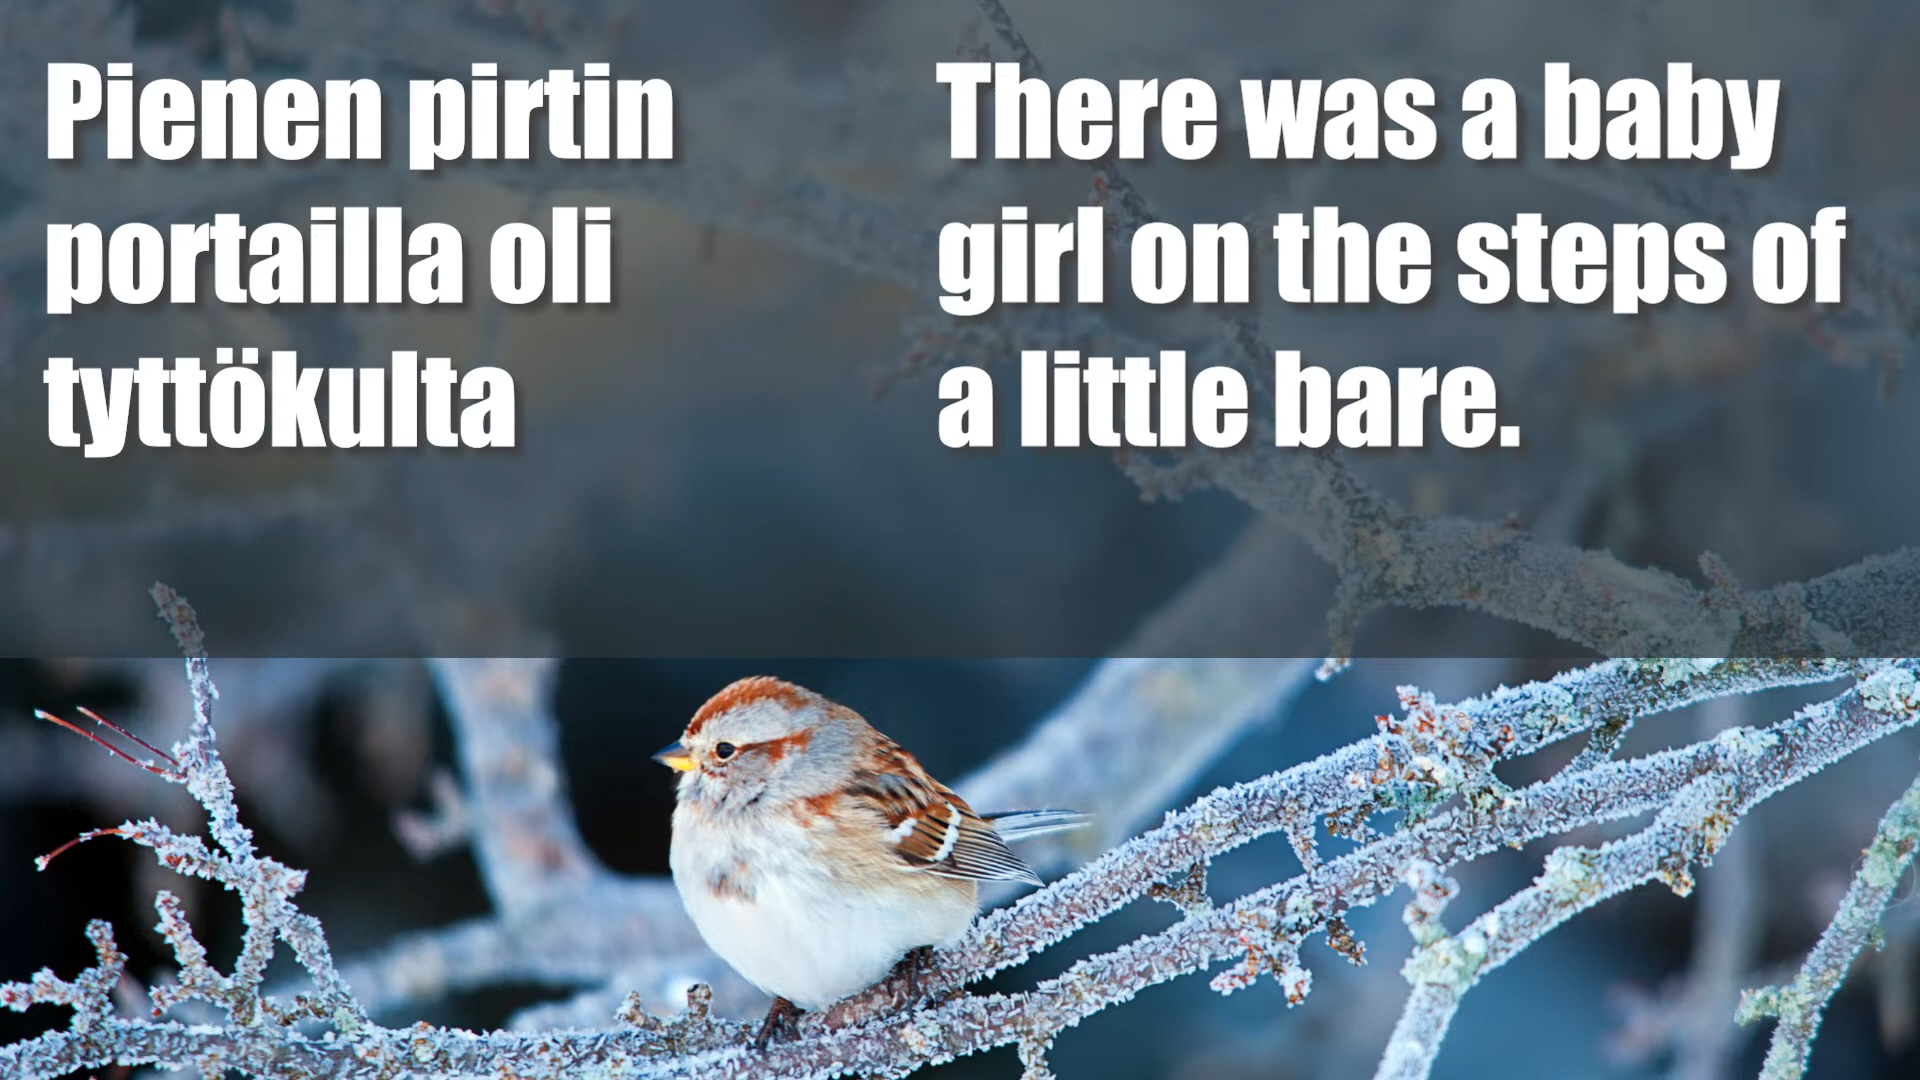 Pienen pirtin
portailla oli
tyttökulta
There was a baby
girl on the steps of
a little bare.